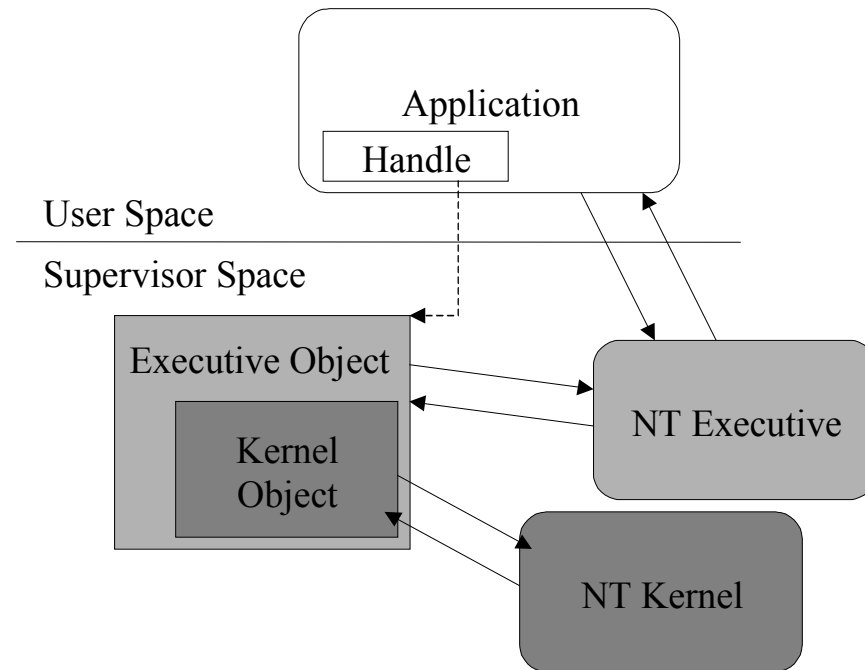 Application
Handle
User Space
Supervisor Space
Executive Object
Kernel
Object
NT Executive
NT Kernel